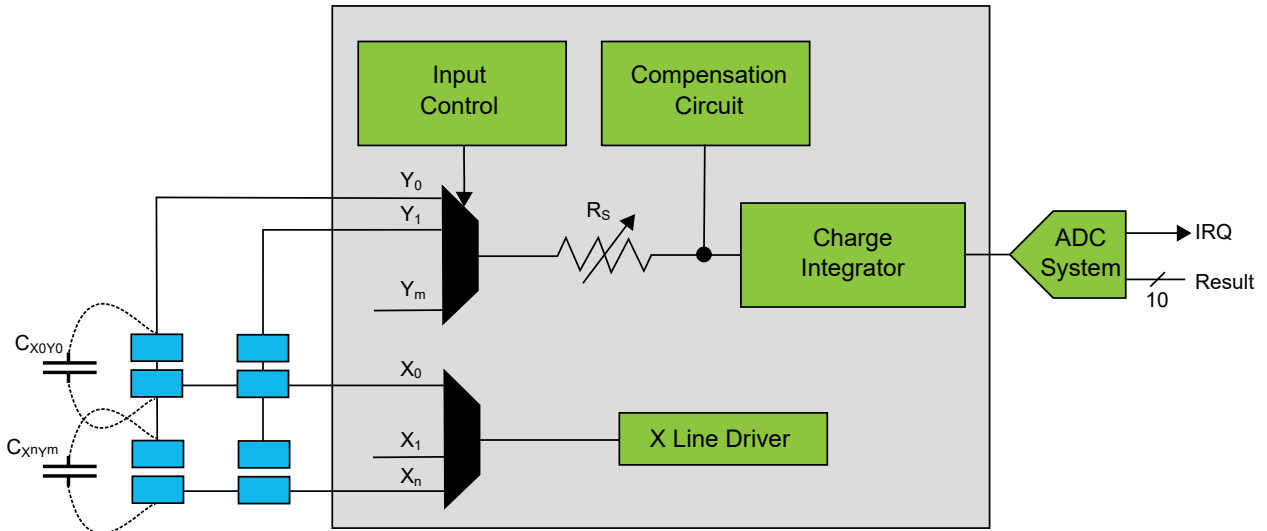 Input
Control
Compensation
Circuit
Y0
Y1
Ym
RS
Charge
Integrator
ADC
System
IRQ
Result
10
CX0Y0
CXnYm
X0
X1
Xn
X Line Driver